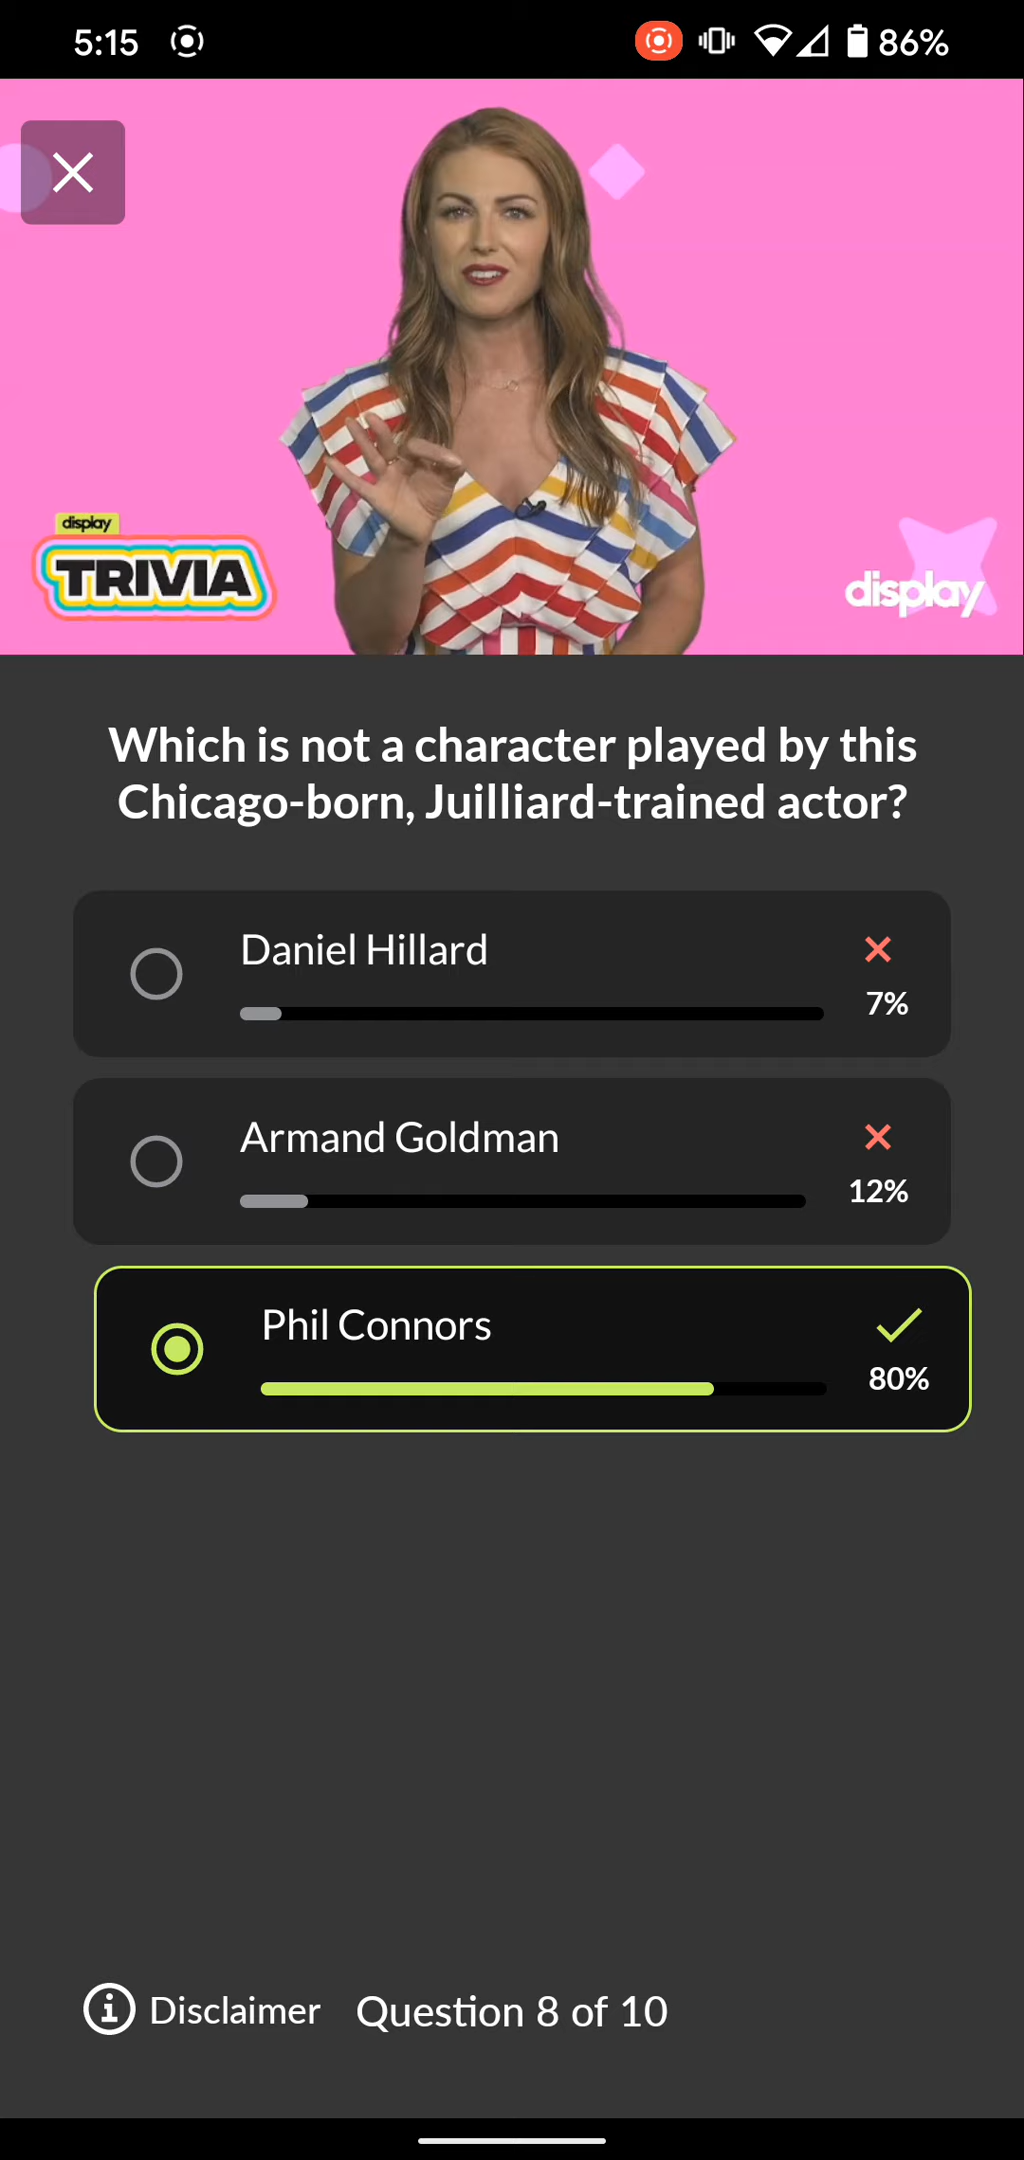 5:15
86%
display
TRIVIA
display
Which is not a character played by this
Chicago-born, Juilliard-trained actor?
Daniel Hillard
7%
Armand Goldman
12%
Phil Connors
80%
Disclaimer
Question 8 of 10